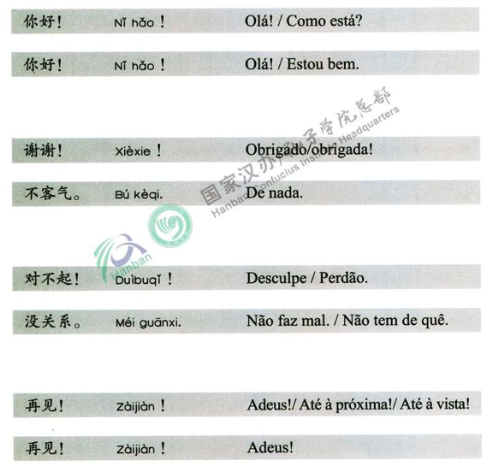 你好！ Nǐ hǎo！ Olá! / Como está?
你好！ Nǐ hǎo！ Olá! / Estou bem.
谢谢！ Xièxie！ Obrigado/obrigada!
不客气。 Bú kèqi. De nada.
对不起！ Duìbuqǐ！ Desculpe / Perdão.
没关系。 Méi guānxi. Não faz mal. / Não tem de quê.
再见！ Zàijiàn！ Adeus!/ Até à próxima!/ Até à vista!
再见！ Zàijiàn！ Adeus!
国家汉办 孔子学院总部
Hanban Confucius Institute Headquarters
Hanban